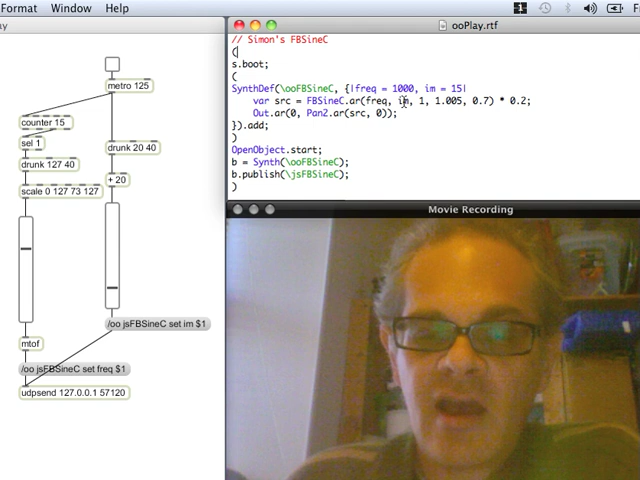 Format Window Help
metro 125
counter 15
sel 1
drunk 127 40
drunk 20 40
+ 20
scale 0 127 73 127
/oo jsFBSineC set im $1
mtof
/oo jsFBSineC set freq $1
udpsend 127.0.0.1 57120
ooPlay.rtf
// Simon's FBSineC
(
s.boot;
(
SynthDef(\ooFBSineC, {|freq = 1000, im = 15|
var src = FBSineC.ar(freq, im, 1, 1.005, 0.7) * 0.2;
Out.ar(0, Pan2.ar(src, 0));
}).add;
)
OpenObject.start;
b = Synth(\ooFBSineC);
b.publish(\jsFBSineC);
)
Movie Recording